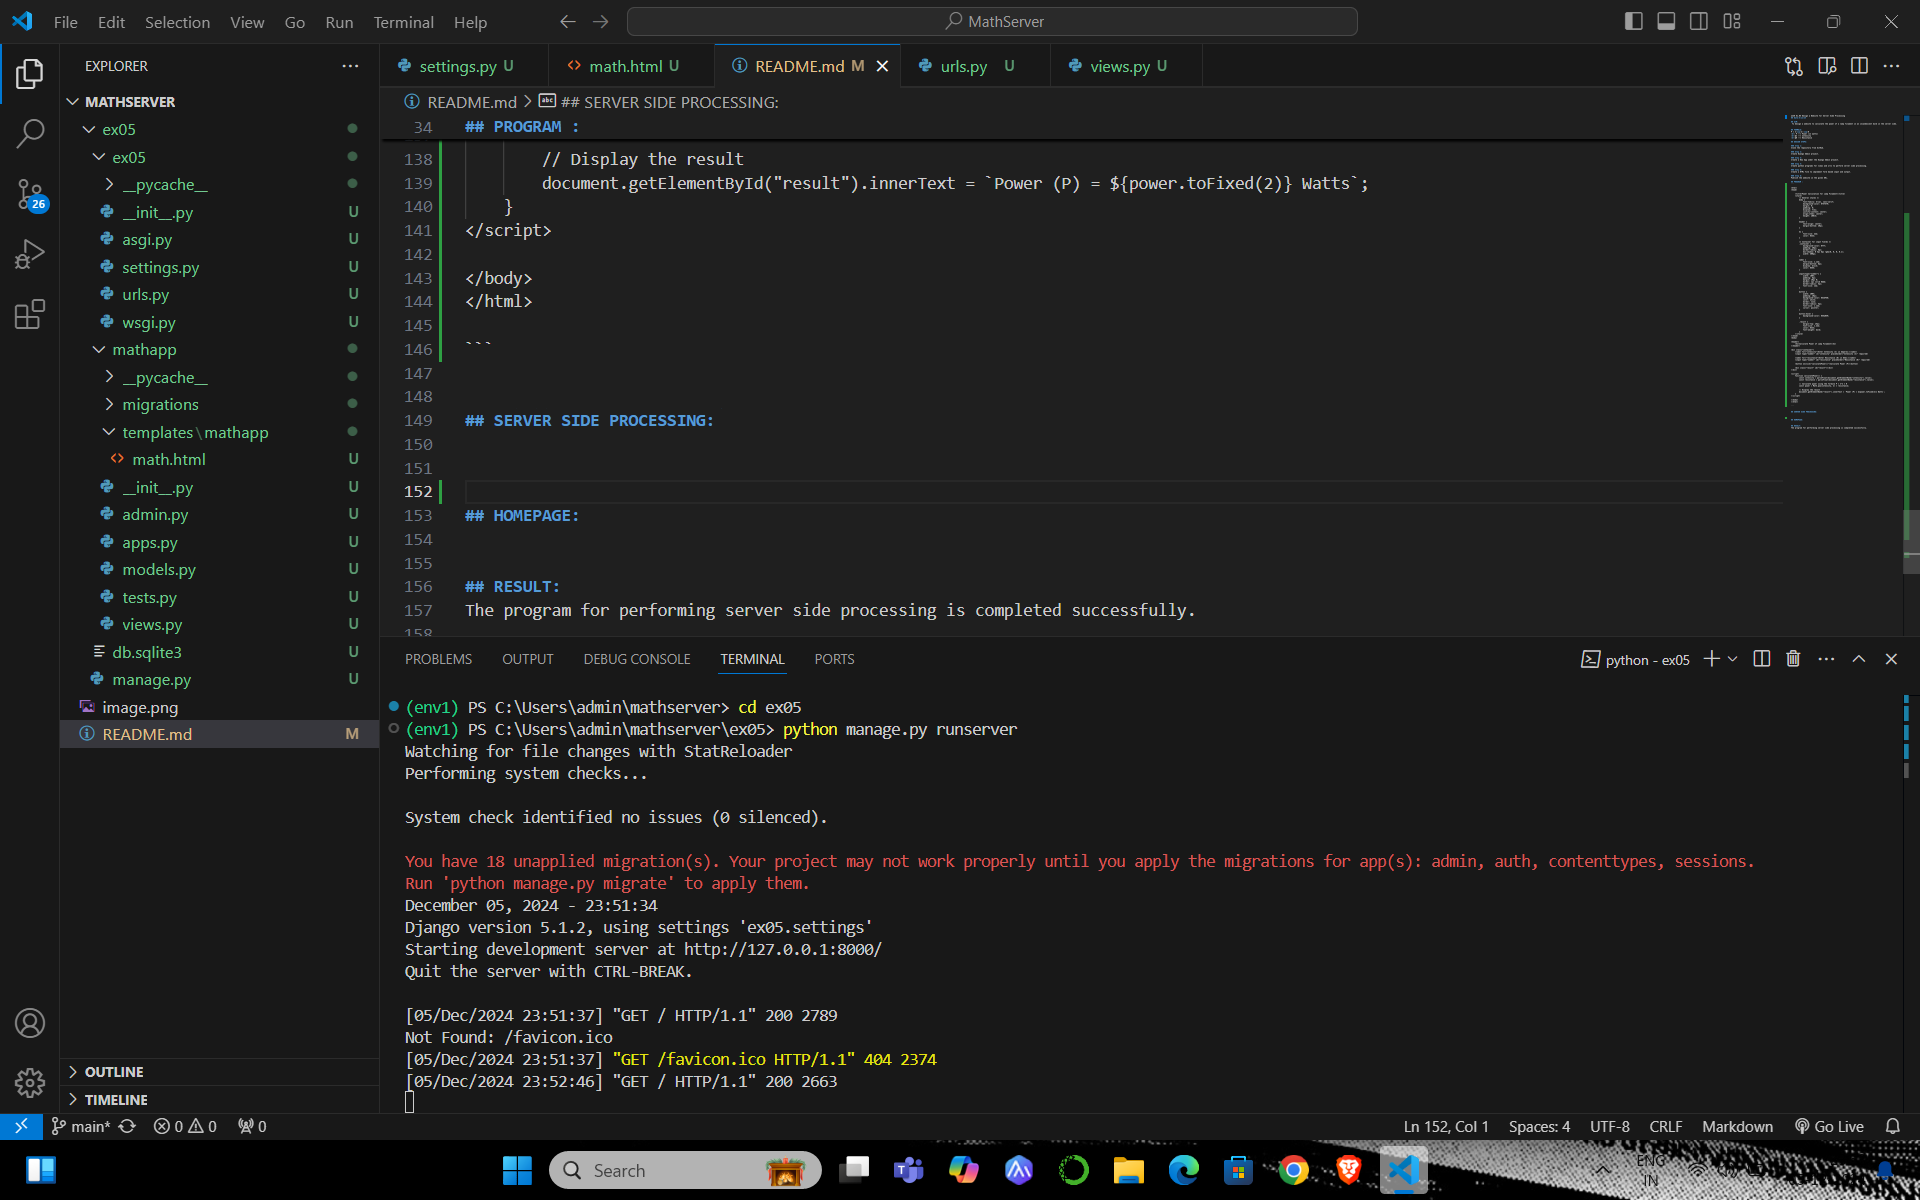 File Edit Selection View Go Run Terminal Help
MathServer
EXPLORER
MATHSERVER
ex05
ex05
__pycache__
__init__.py U
asgi.py U
settings.py U
urls.py U
wsgi.py U
mathapp
__pycache__
migrations
templates\mathapp
math.html U
__init__.py U
admin.py U
apps.py U
models.py U
tests.py U
views.py U
db.sqlite3 U
manage.py U
image.png
README.md M
OUTLINE
TIMELINE
26
settings.py U math.html U README.md M urls.py U views.py U
README.md > ## SERVER SIDE PROCESSING:
34 ## PROGRAM :
138 // Display the result
139 document.getElementById("result").innerText = `Power (P) = ${power.toFixed(2)} Watts`;
140 }
141 </script>
142
143 </body>
144 </html>
145
146 ```
147
148
149 ## SERVER SIDE PROCESSING:
150
151
152
153 ## HOMEPAGE:
154
155
156 ## RESULT:
157 The program for performing server side processing is completed successfully.
158
PROBLEMS OUTPUT DEBUG CONSOLE TERMINAL PORTS
python - ex05
(env1) PS C:\Users\admin\mathserver> cd ex05
(env1) PS C:\Users\admin\mathserver\ex05> python manage.py runserver
Watching for file changes with StatReloader
Performing system checks...
System check identified no issues (0 silenced).
You have 18 unapplied migration(s). Your project may not work properly until you apply the migrations for app(s): admin, auth, contenttypes, sessions.
Run 'python manage.py migrate' to apply them.
December 05, 2024 - 23:51:34
Django version 5.1.2, using settings 'ex05.settings'
Starting development server at http://127.0.0.1:8000/
Quit the server with CTRL-BREAK.
[05/Dec/2024 23:51:37] "GET / HTTP/1.1" 200 2789
Not Found: /favicon.ico
[05/Dec/2024 23:51:37] "GET /favicon.ico HTTP/1.1" 404 2374
[05/Dec/2024 23:52:46] "GET / HTTP/1.1" 200 2663
main* 0 0 0
Ln 152, Col 1 Spaces: 4 UTF-8 CRLF Markdown Go Live
Search
ENG
IN